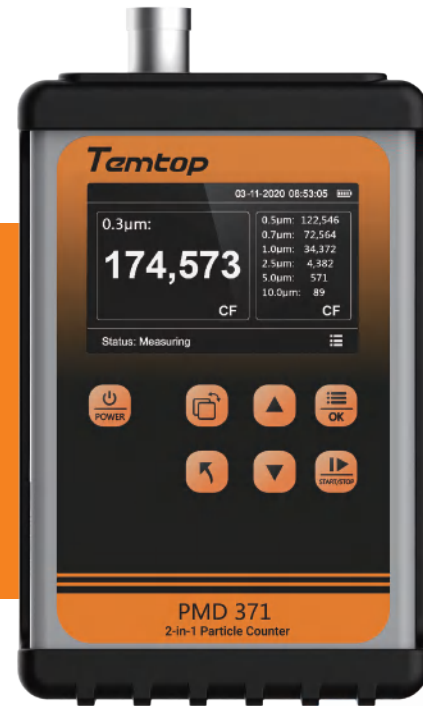 Temtop
03-11-2020 08:53:05
0.3µm:
174,573
CF
0.5µm: 122,546
0.7µm: 72,564
1.0µm: 34,372
2.5µm: 4,382
5.0µm: 571
10.0µm: 89
CF
Status: Measuring
POWER
OK
START/STOP
PMD 371
2-in-1 Particle Counter